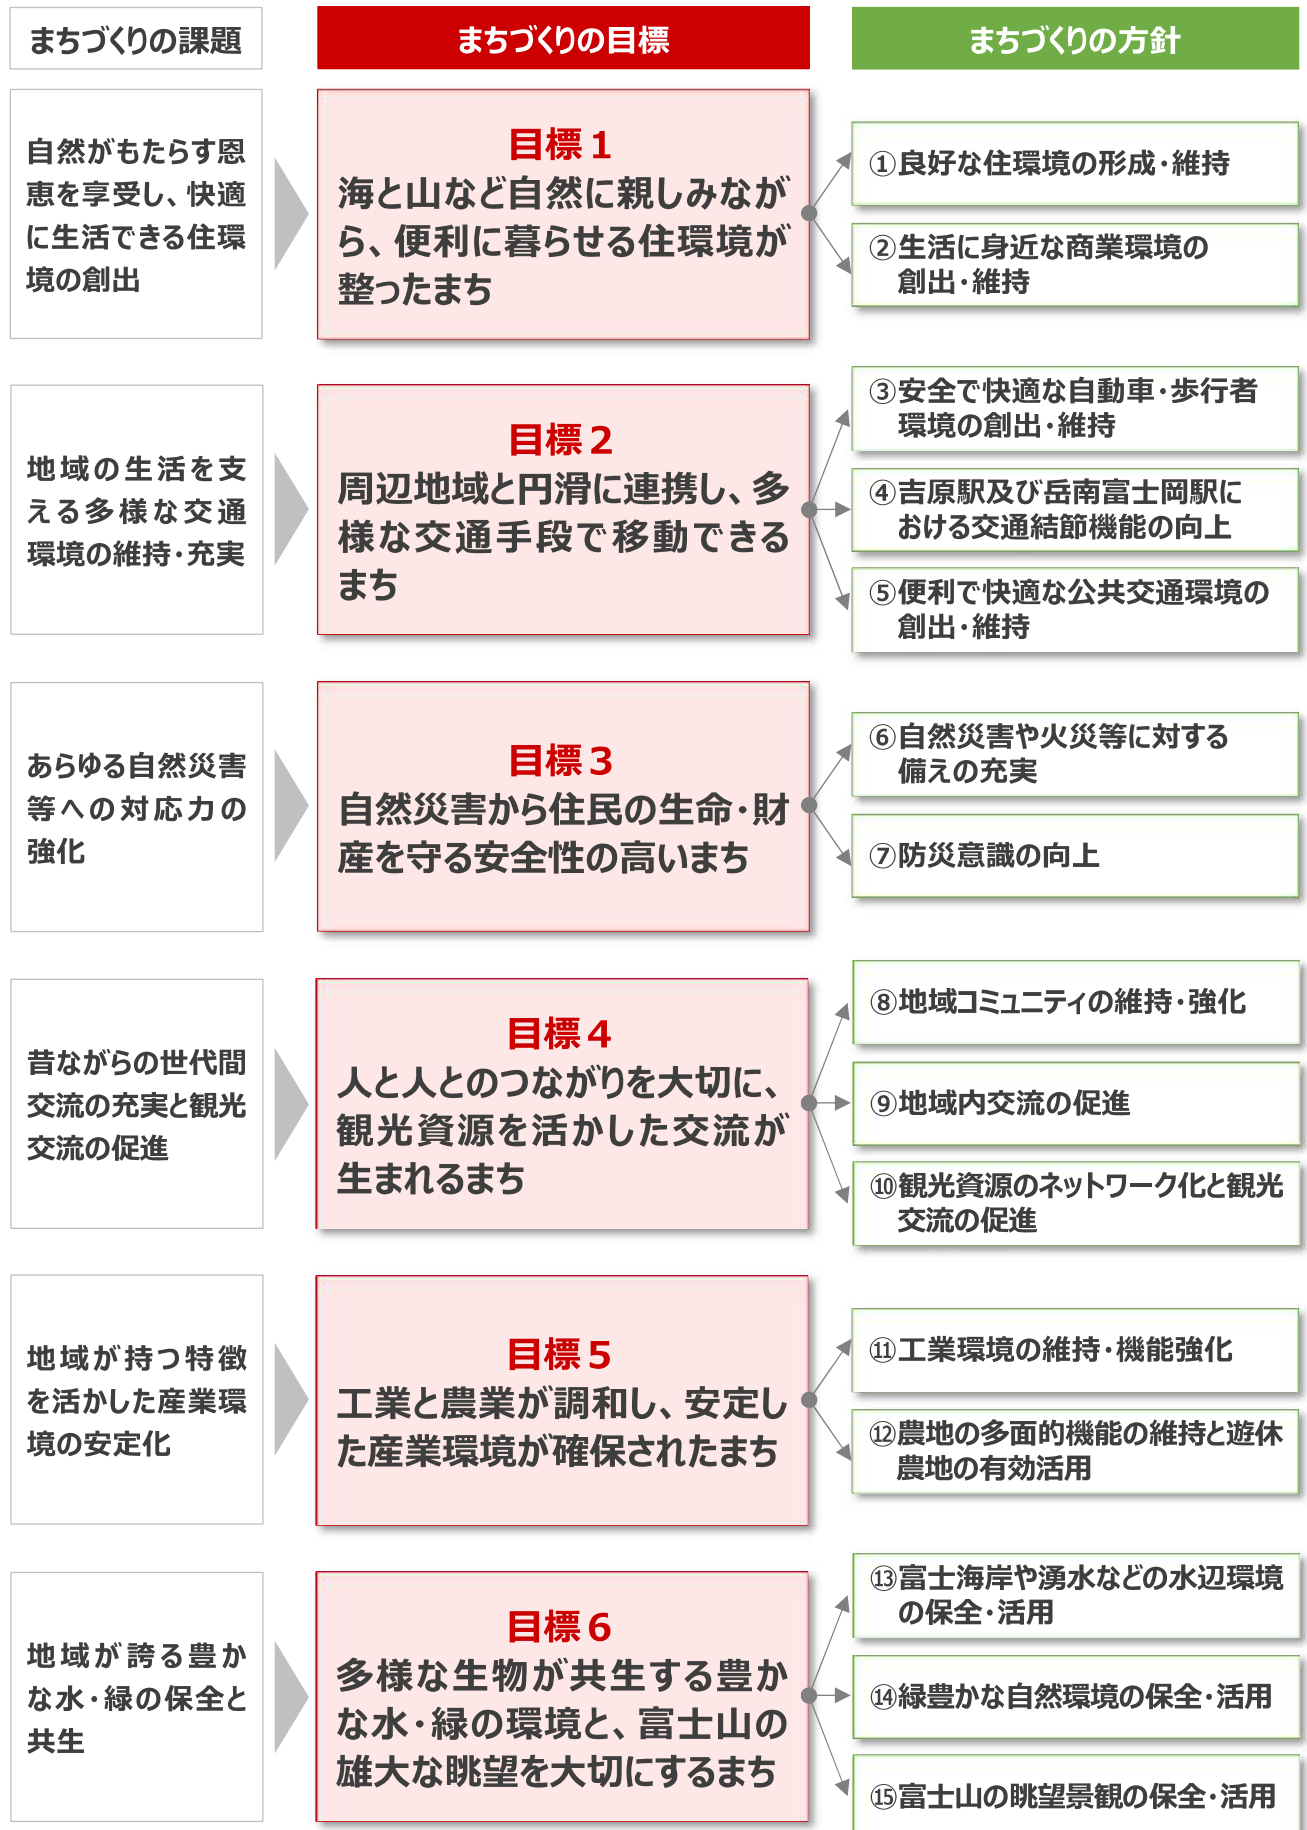 まちづくりの課題
まちづくりの目標
まちづくりの方針
自然がもたらす恩
恵を享受し、快適
に生活できる住環
境の創出
目標１
海と山など自然に親しみなが
ら、便利に暮らせる住環境が
整ったまち
①良好な住環境の形成・維持
②生活に身近な商業環境の
創出・維持
地域の生活を支
える多様な交通
環境の維持・充実
目標２
周辺地域と円滑に連携し、多
様な交通手段で移動できる
まち
③安全で快適な自動車・歩行者
環境の創出・維持
④吉原駅及び岳南富士岡駅に
おける交通結節機能の向上
⑤便利で快適な公共交通環境の
創出・維持
あらゆる自然災害
等への対応力の
強化
目標３
自然災害から住民の生命・財
産を守る安全性の高いまち
⑥自然災害や火災等に対する
備えの充実
⑦防災意識の向上
昔ながらの世代間
交流の充実と観光
交流の促進
目標４
人と人とのつながりを大切に、
観光資源を活かした交流が
生まれるまち
⑧地域コミュニティの維持・強化
⑨地域内交流の促進
⑩観光資源のネットワーク化と観光
交流の促進
地域が持つ特徴
を活かした産業環
境の安定化
目標５
工業と農業が調和し、安定し
た産業環境が確保されたまち
⑪工業環境の維持・機能強化
⑫農地の多面的機能の維持と遊休
農地の有効活用
地域が誇る豊か
な水・緑の保全と
共生
目標６
多様な生物が共生する豊か
な水・緑の環境と、富士山の
雄大な眺望を大切にするまち
⑬富士海岸や湧水などの水辺環境
の保全・活用
⑭緑豊かな自然環境の保全・活用
⑮富士山の眺望景観の保全・活用